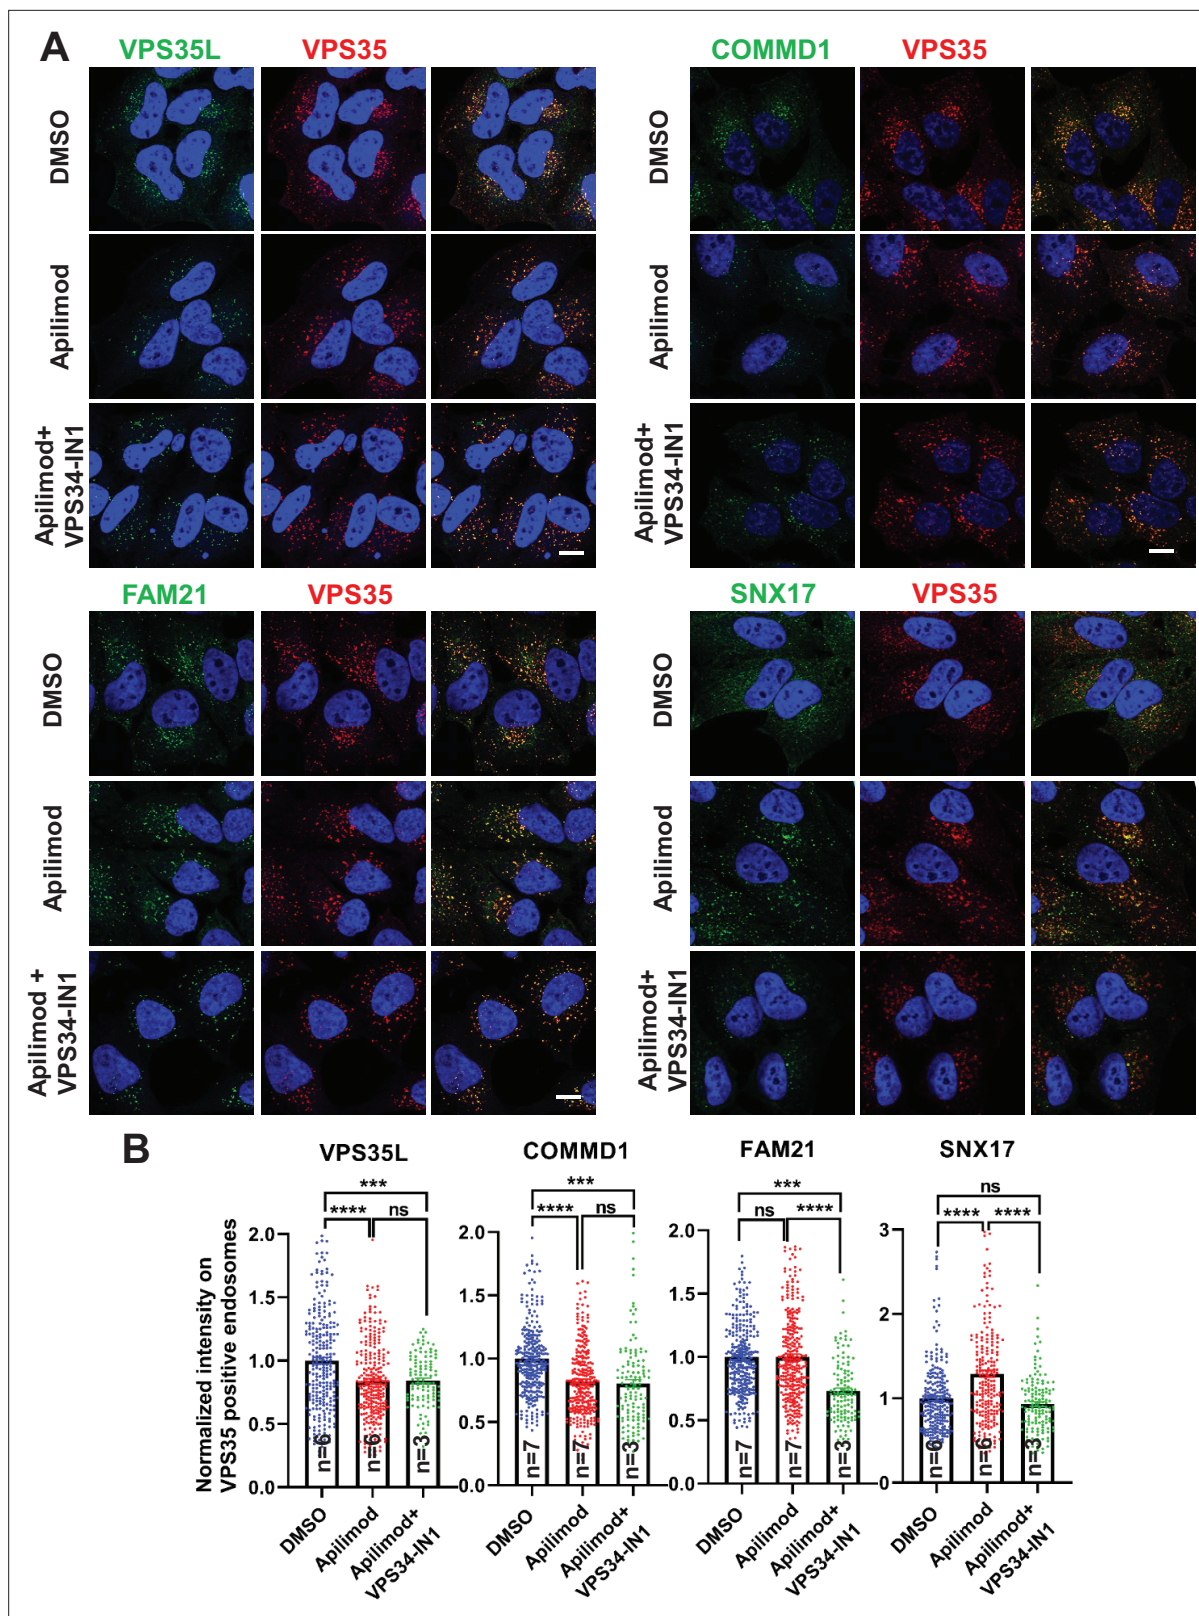 A
VPS35L VPS35
COMMD1 VPS35
DMSO
Apilimod
Apilimod+
VPS34-IN1
DMSO
Apilimod
Apilimod+
VPS34-IN1
FAM21 VPS35
SNX17 VPS35
DMSO
Apilimod
Apilimod +
VPS34-IN1
DMSO
Apilimod
Apilimod+
VPS34-IN1
B
Normalized intensity on
VPS35 positive endosomes
VPS35L
***
**** ns
2.0
1.5
1.0
0.5
0.0
n=6 n=6 n=3
DMSO
Apilimod
Apilimod+
VPS34-IN1
COMMD1
***
**** ns
2.0
1.5
1.0
0.5
0.0
n=7 n=7 n=3
DMSO
Apilimod
Apilimod+
VPS34-IN1
FAM21
***
ns ****
2.0
1.5
1.0
0.5
0.0
n=7 n=7 n=3
DMSO
Apilimod
Apilimod+
VPS34-IN1
SNX17
ns
**** ****
3
2
1
0
n=6 n=6 n=3
DMSO
Apilimod
Apilimod+
VPS34-IN1